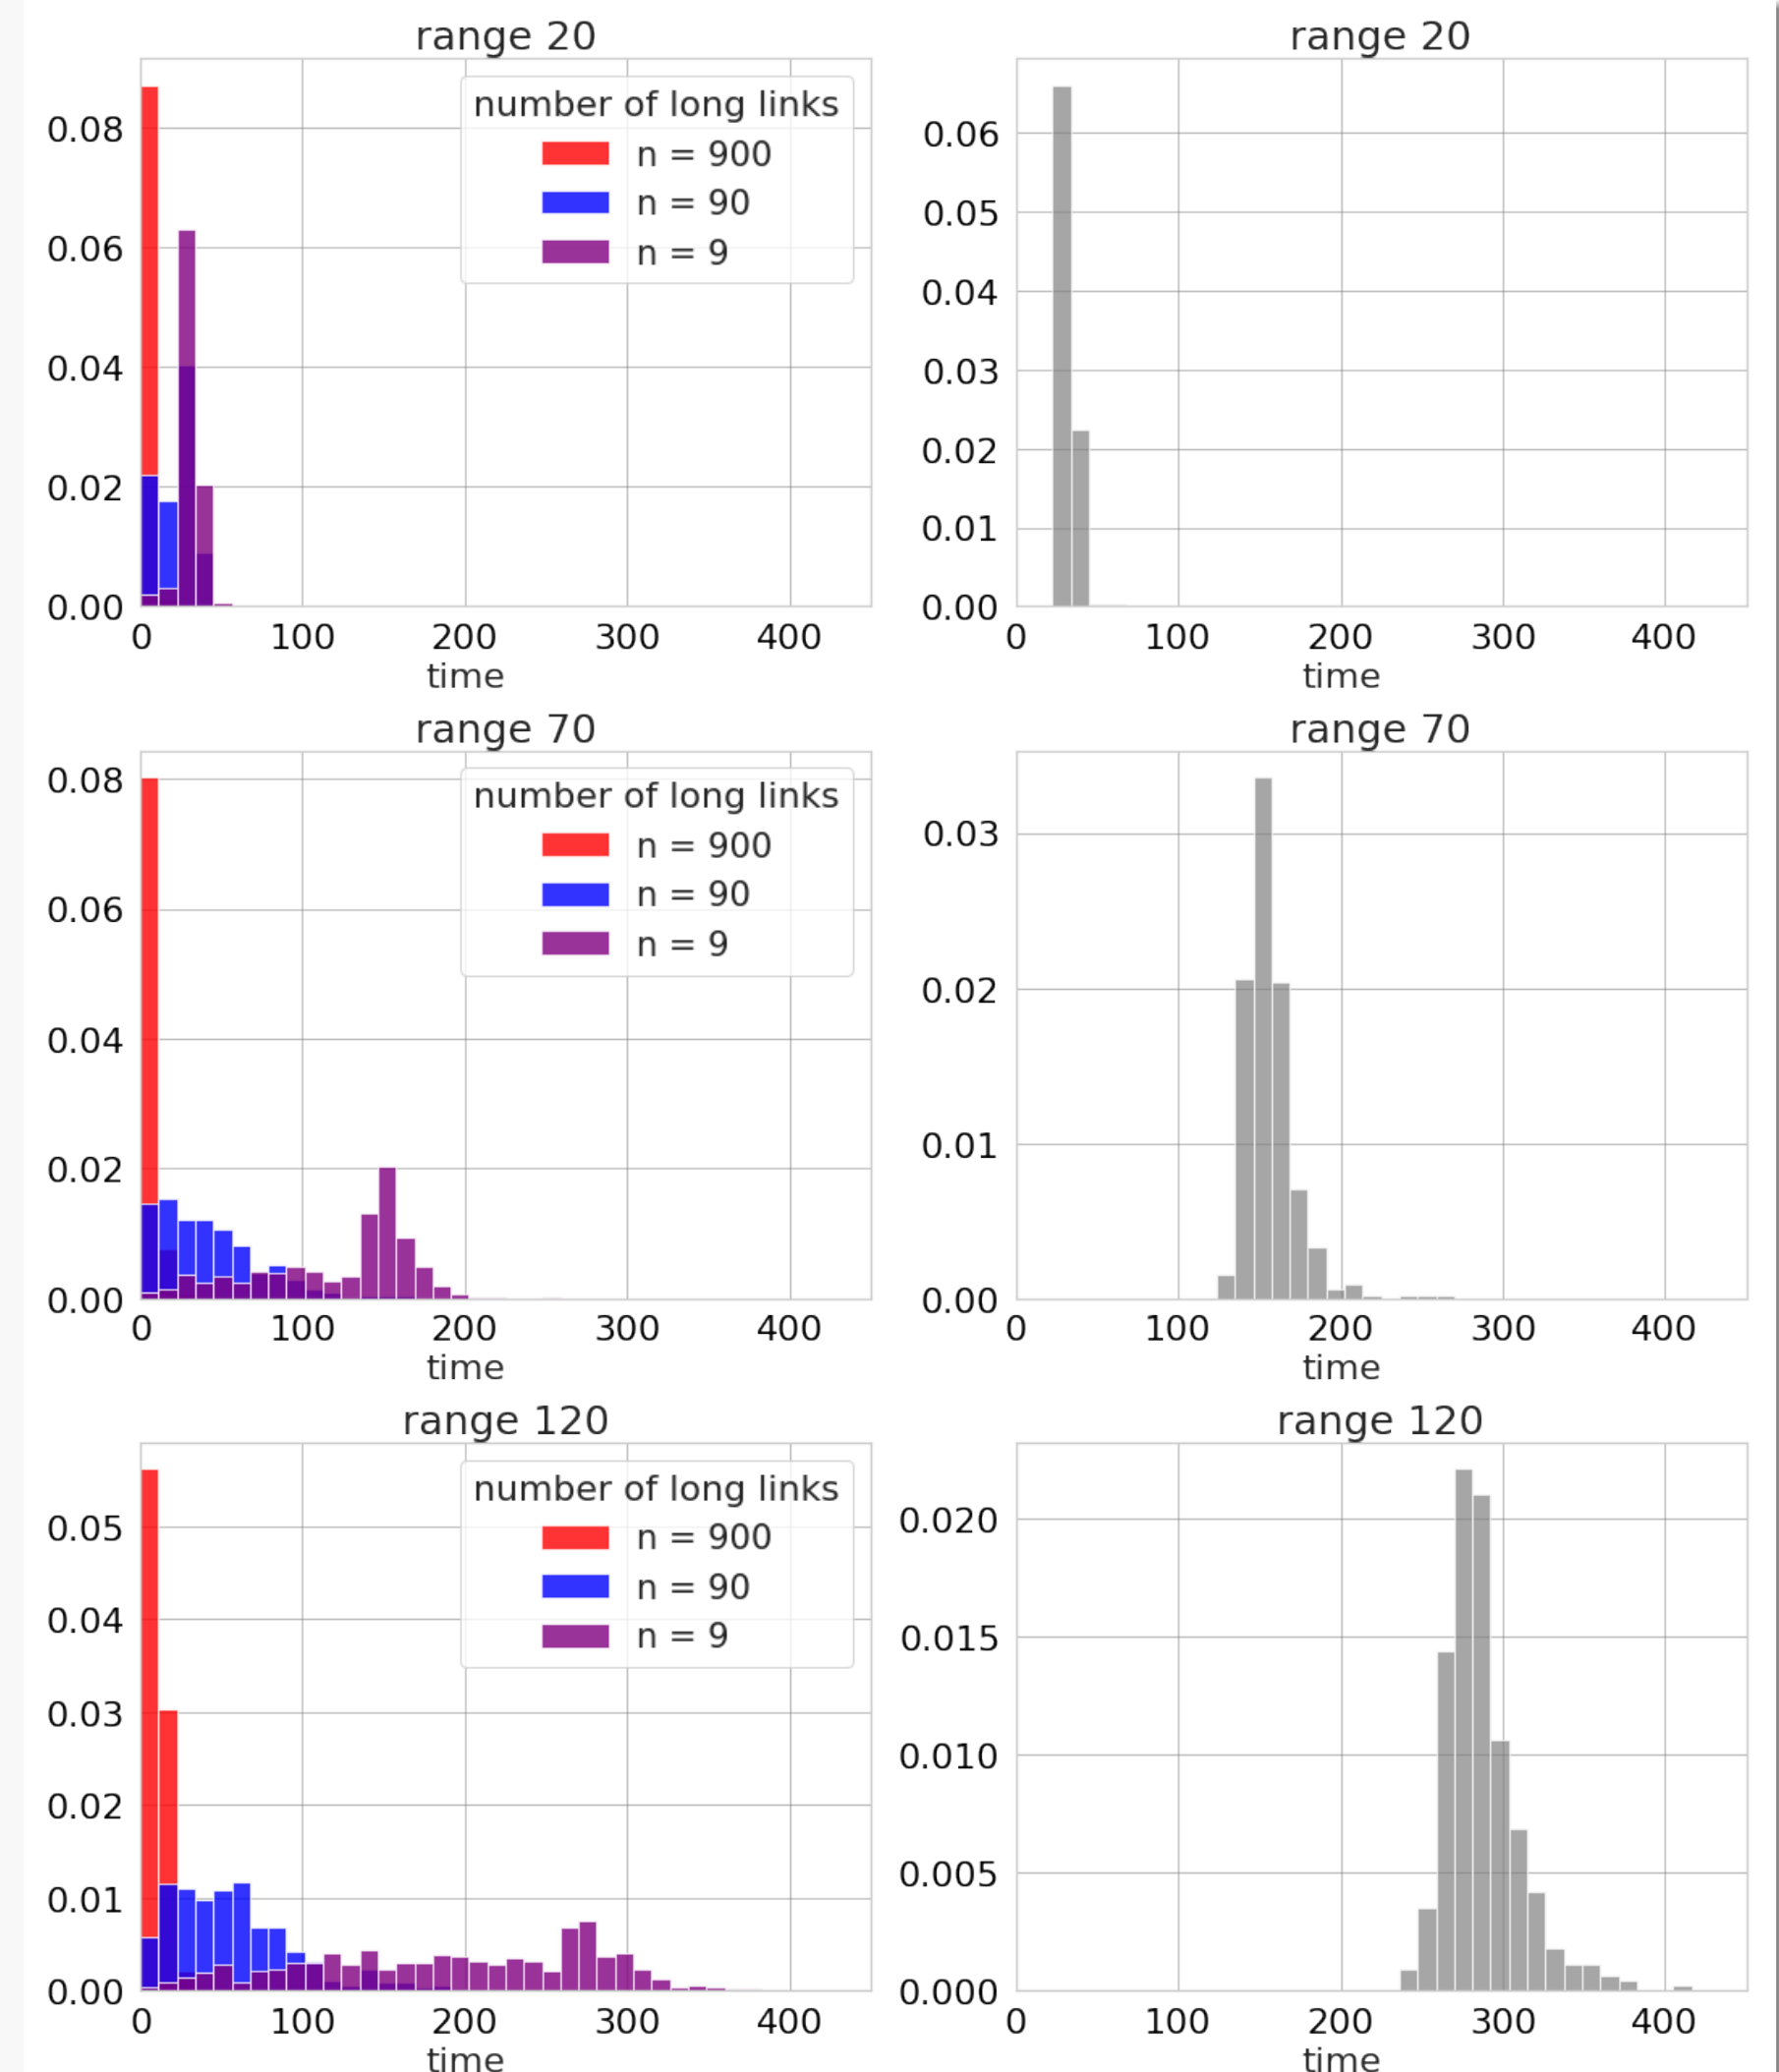 range 20
number of long links
n = 900
n = 90
n = 9
0.08
0.06
0.04
0.02
0.00
0 100 200 300 400
time
range 20
0.06
0.05
0.04
0.03
0.02
0.01
0.00
0 100 200 300 400
time
range 70
number of long links
n = 900
n = 90
n = 9
0.08
0.06
0.04
0.02
0.00
0 100 200 300 400
time
range 70
0.03
0.02
0.01
0.00
0 100 200 300 400
time
range 120
number of long links
n = 900
n = 90
n = 9
0.05
0.04
0.03
0.02
0.01
0.00
0 100 200 300 400
time
range 120
0.020
0.015
0.010
0.005
0.000
0 100 200 300 400
time